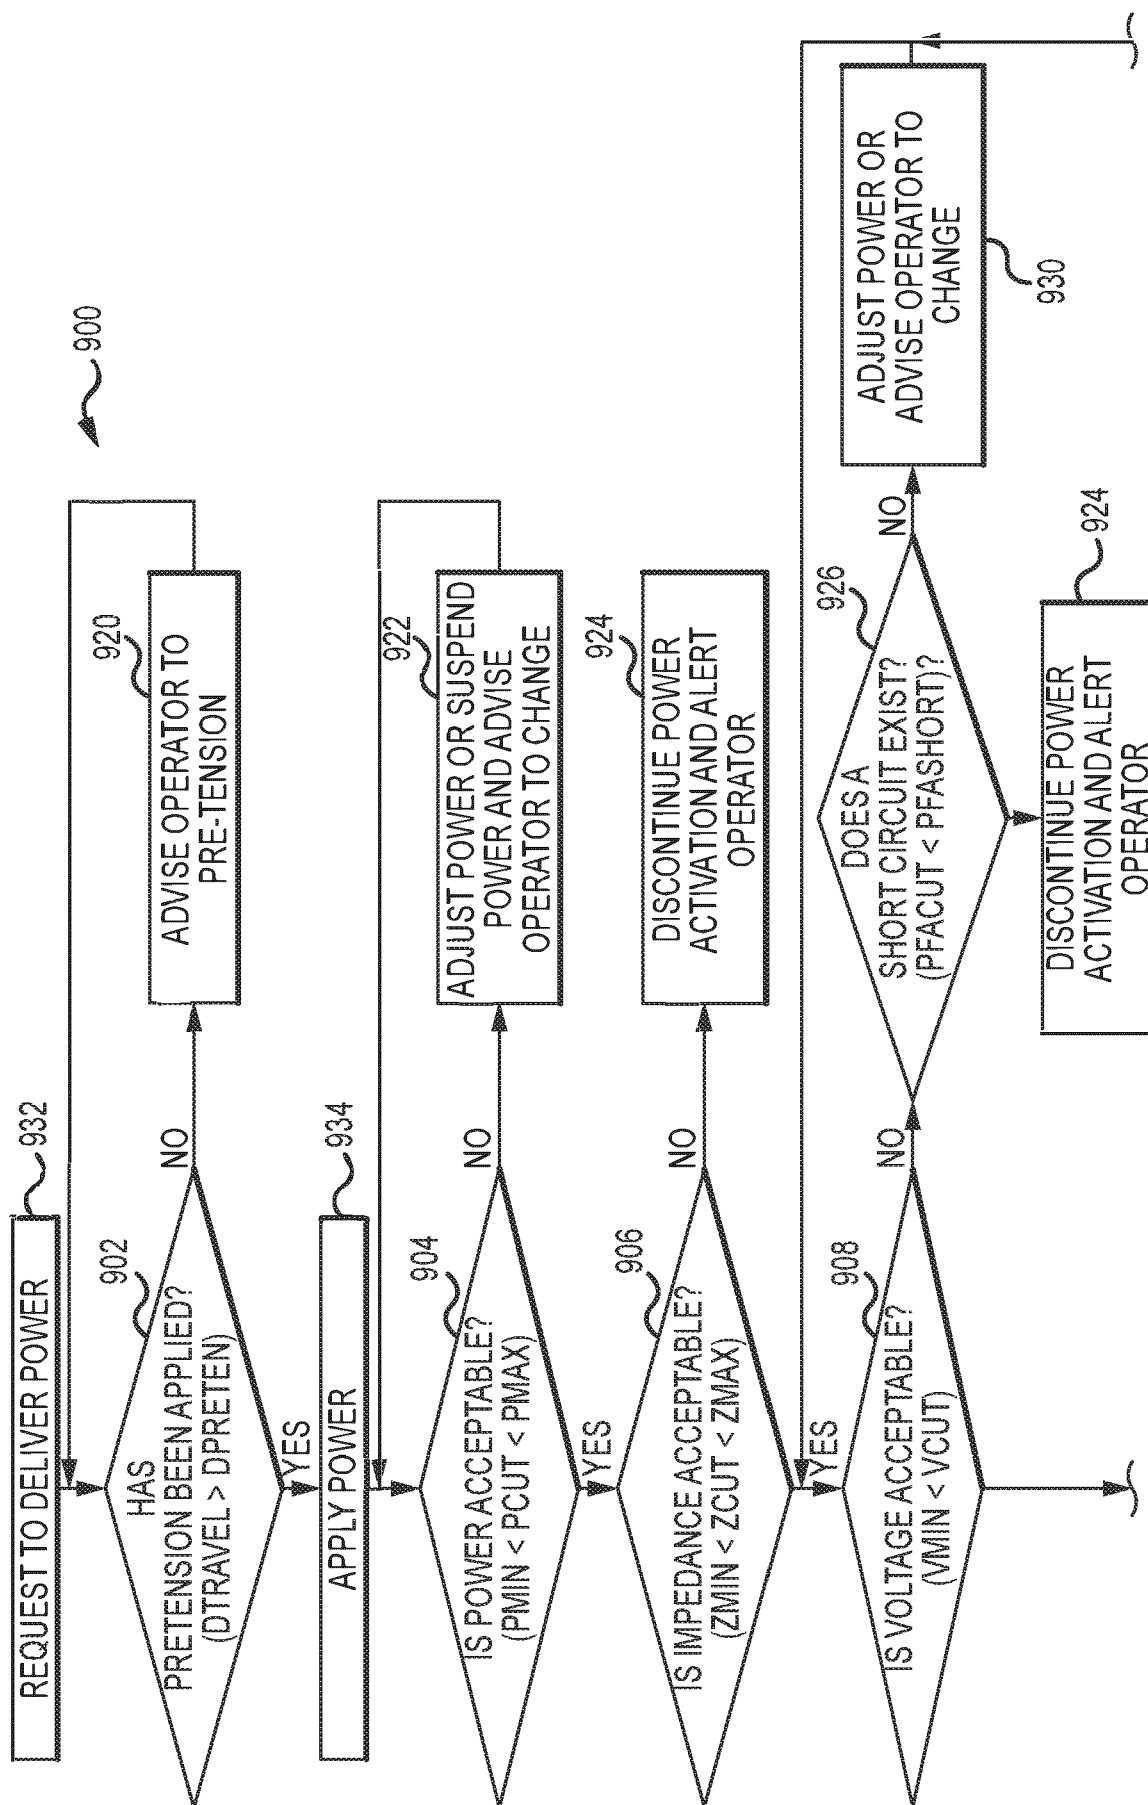 900
REQUEST TO DELIVER POWER
932
HAS
PRETENSION BEEN APPLIED?
(DTRAVEL > DPRETEN)
902
NO
ADVISE OPERATOR TO
PRE-TENSION
920
YES
APPLY POWER
934
IS POWER ACCEPTABLE?
(PMIN < PCUT < PMAX)
904
NO
ADJUST POWER OR SUSPEND
POWER AND ADVISE
OPERATOR TO CHANGE
922
YES
IS IMPEDANCE ACCEPTABLE?
(ZMIN < ZCUT < ZMAX)
906
NO
DISCONTINUE POWER
ACTIVATION AND ALERT
OPERATOR
924
YES
IS VOLTAGE ACCEPTABLE?
(VMIN < VCUT)
908
NO
DOES A
SHORT CIRCUIT EXIST?
(PFACUT < PFASHORT)?
926
NO
ADJUST POWER OR
ADVISE OPERATOR TO
CHANGE
930
DISCONTINUE POWER
ACTIVATION AND ALERT
OPERATOR
924